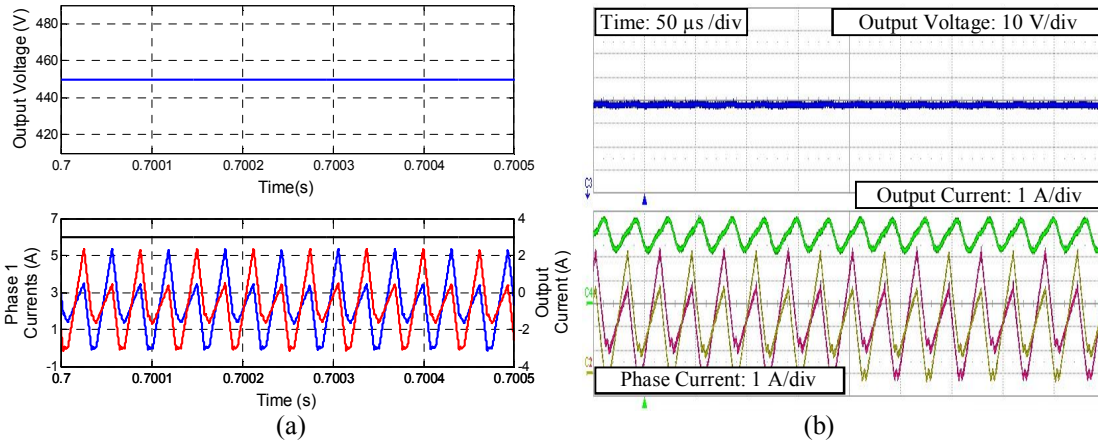 480
460
440
420
Output Voltage (V)
0.7 0.7001 0.7002 0.7003 0.7004 0.7005
Time(s)
7
5
3
1
-1
Phase 1
Currents (A)
4
2
0
-2
-4
Output
Current (A)
0.7 0.7001 0.7002 0.7003 0.7004 0.7005
Time (s)
(a)
Time: 50 µs /div
Output Voltage: 10 V/div
C3
Output Current: 1 A/div
C4
C2
Phase Current: 1 A/div
(b)